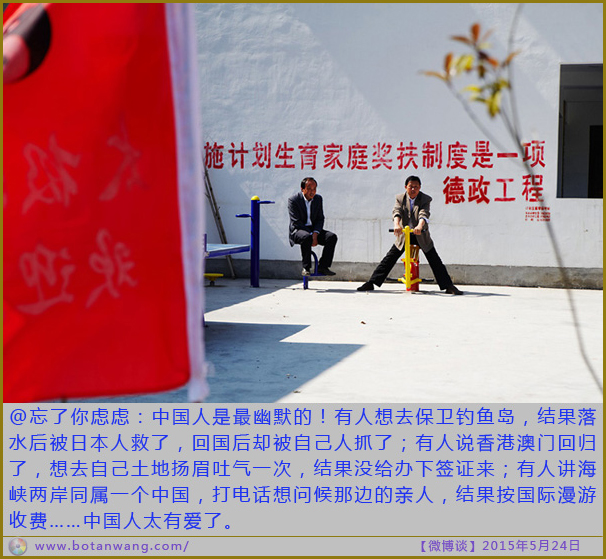 施计划生育家庭奖扶制度是一项
德政工程
欢迎
@忘了你虑虑：中国人是最幽默的！有人想去保卫钓鱼岛，结果落
水后被日本人救了，回国后却被自己人抓了；有人说香港澳门回归
了，想去自己土地扬眉吐气一次，结果没给办下签证来；有人讲海
峡两岸同属一个中国，打电话想问候那边的亲人，结果按国际漫游
收费……中国人太有爱了。
www.botanwang.com/
【微博谈】2015年5月24日